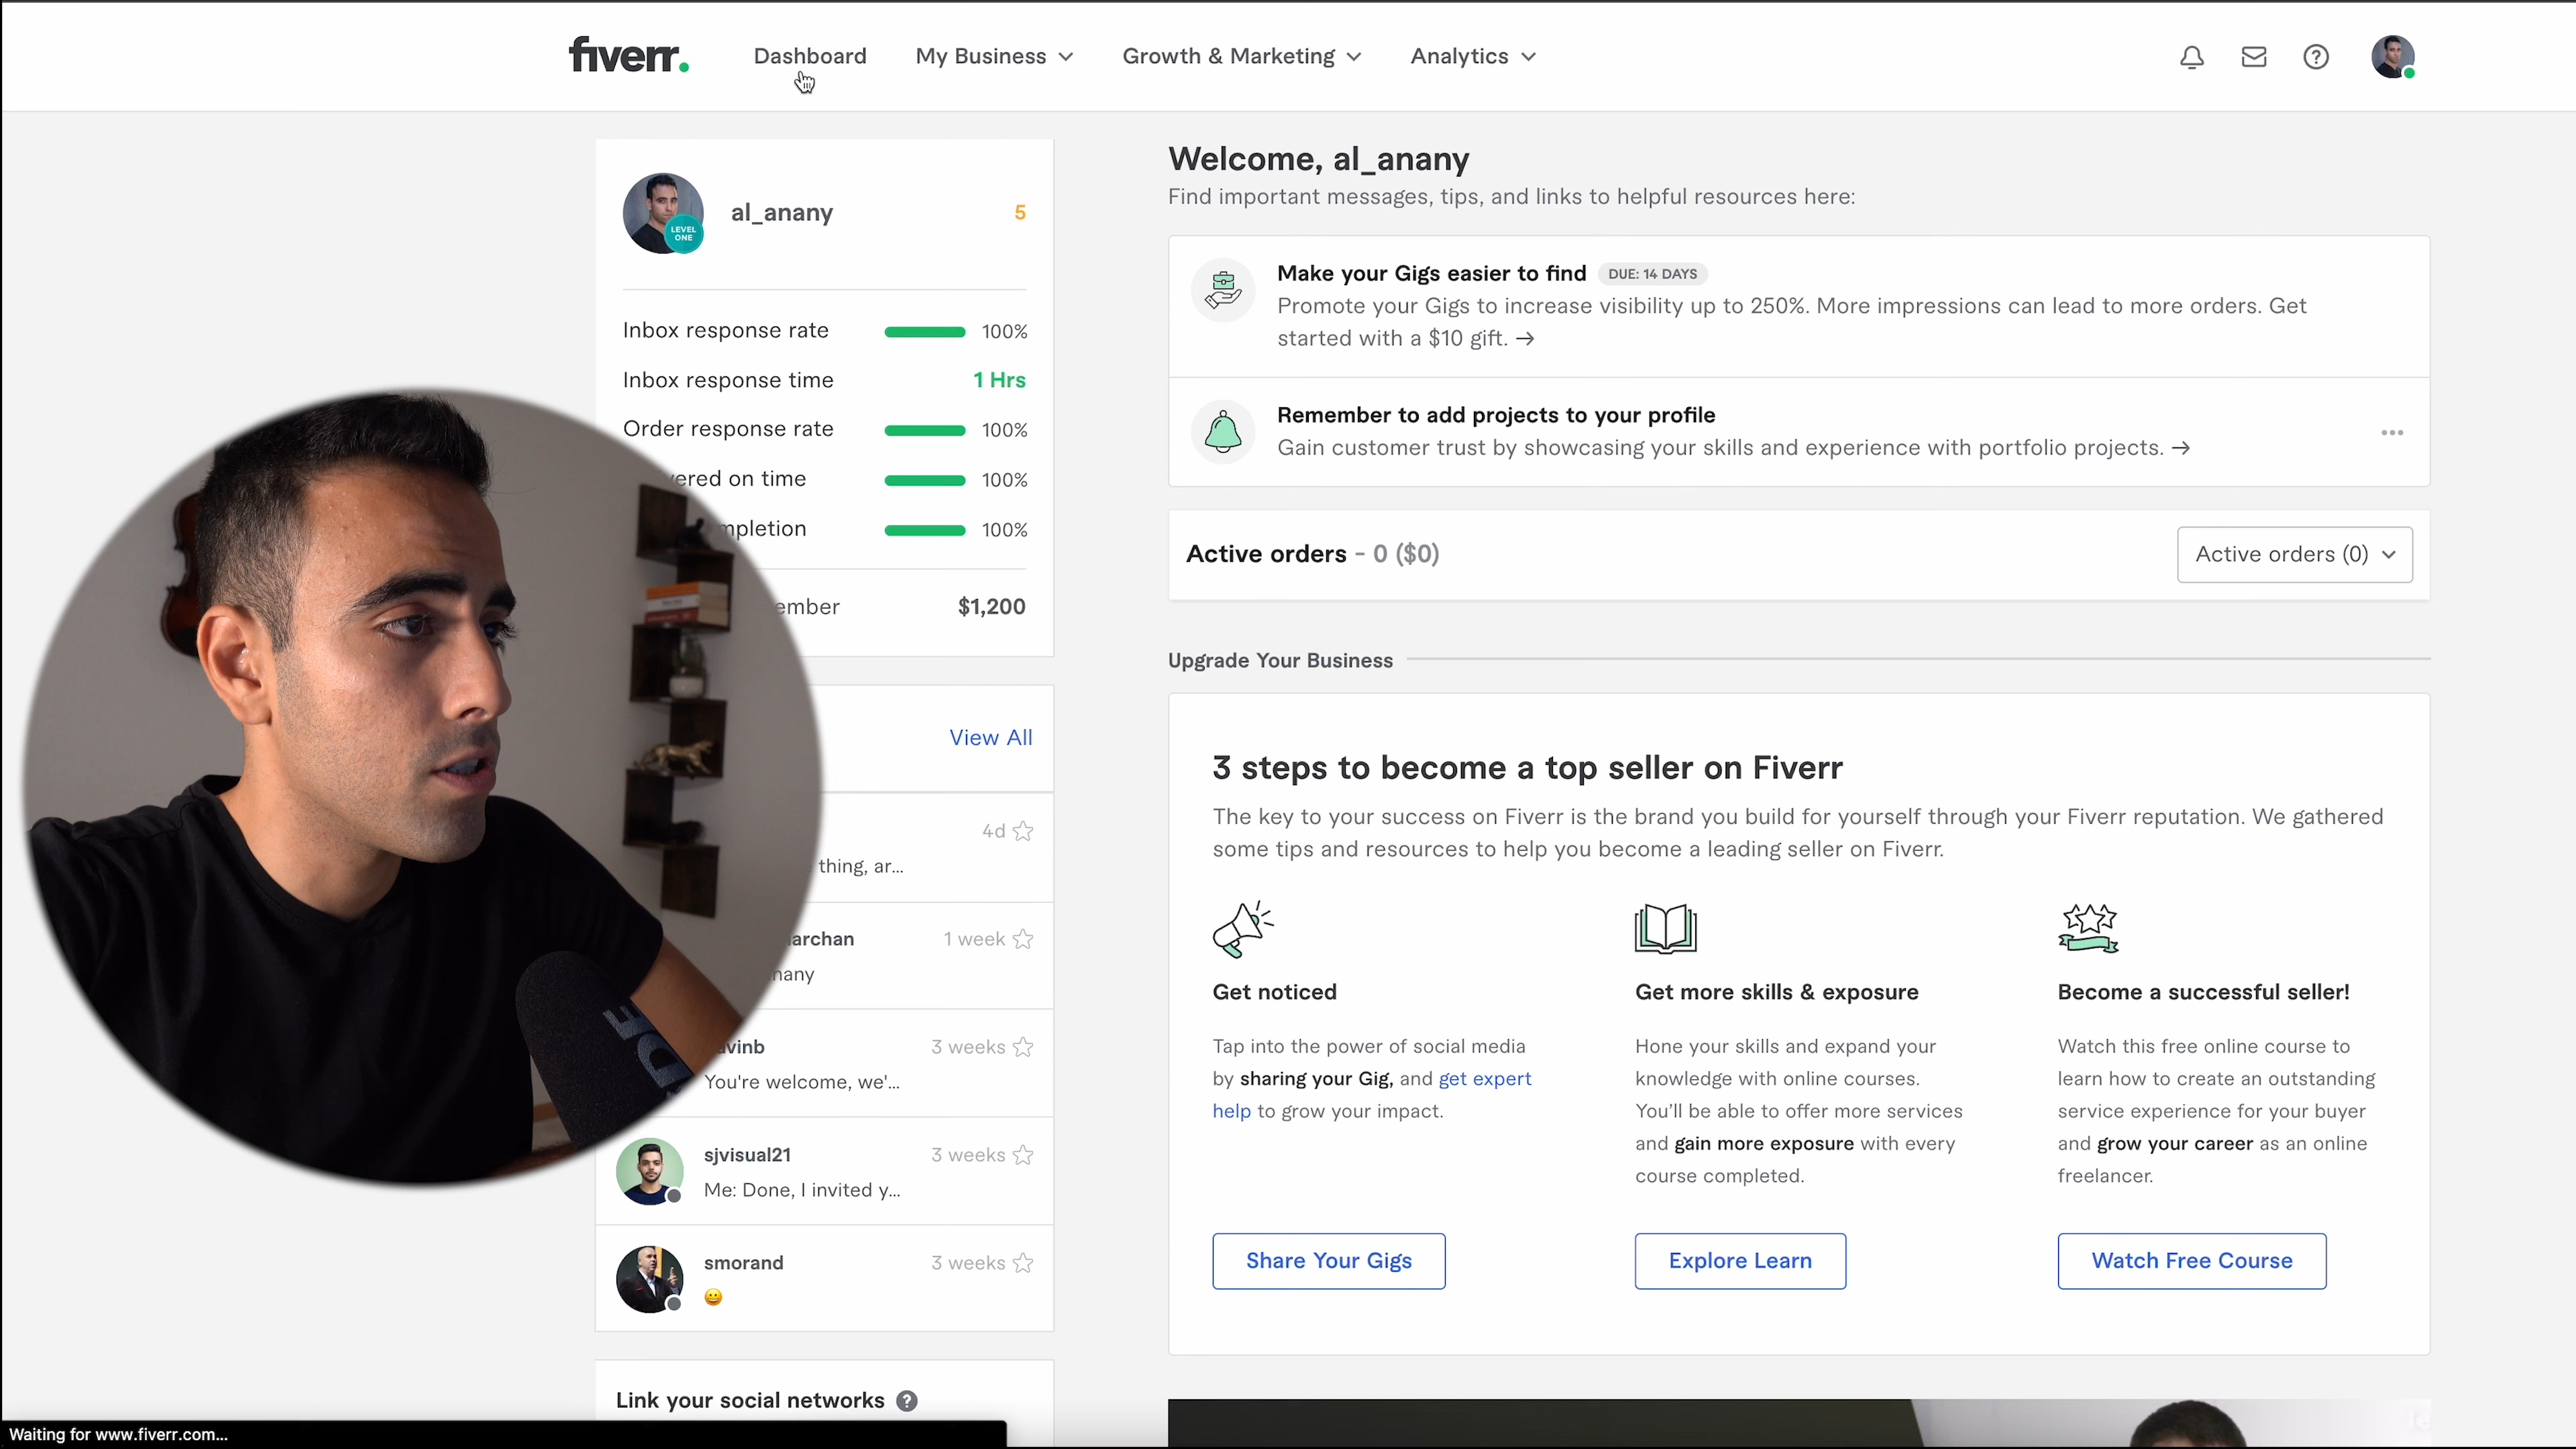 fiverr.
Dashboard
My Business
Growth & Marketing
Analytics
al_anany
5
LEVEL
ONE
Inbox response rate 100%
Inbox response time 1 Hrs
Order response rate 100%
ered on time 100%
mpletion 100%
ember $1,200
View All
4d
thing, ar...
archan 1 week
nany
vinb 3 weeks
You're welcome, we'...
sjvisual21 3 weeks
Me: Done, I invited y...
smorand 3 weeks
Link your social networks ?
Welcome, al_anany
Find important messages, tips, and links to helpful resources here:
Make your Gigs easier to find DUE: 14 DAYS
Promote your Gigs to increase visibility up to 250%. More impressions can lead to more orders. Get
started with a $10 gift. →
Remember to add projects to your profile
Gain customer trust by showcasing your skills and experience with portfolio projects. →
Active orders - 0 ($0)
Active orders (0)
Upgrade Your Business
3 steps to become a top seller on Fiverr
The key to your success on Fiverr is the brand you build for yourself through your Fiverr reputation. We gathered
some tips and resources to help you become a leading seller on Fiverr.
Get noticed
Tap into the power of social media
by sharing your Gig, and get expert
help to grow your impact.
Share Your Gigs
Get more skills & exposure
Hone your skills and expand your
knowledge with online courses.
You'll be able to offer more services
and gain more exposure with every
course completed.
Explore Learn
Become a successful seller!
Watch this free online course to
learn how to create an outstanding
service experience for your buyer
and grow your career as an online
freelancer.
Watch Free Course
Waiting for www.fiverr.com...